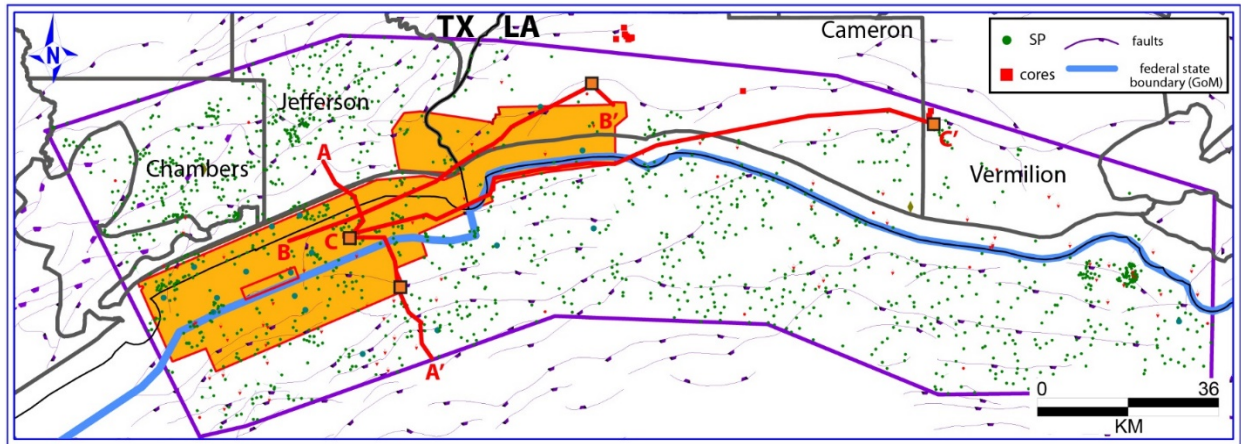 TX LA
Cameron
SP
faults
cores
federal state
boundary (GoM)
N
Jefferson
B'
C'
A
Chambers
Vermilion
B
C
A'
0
36
KM